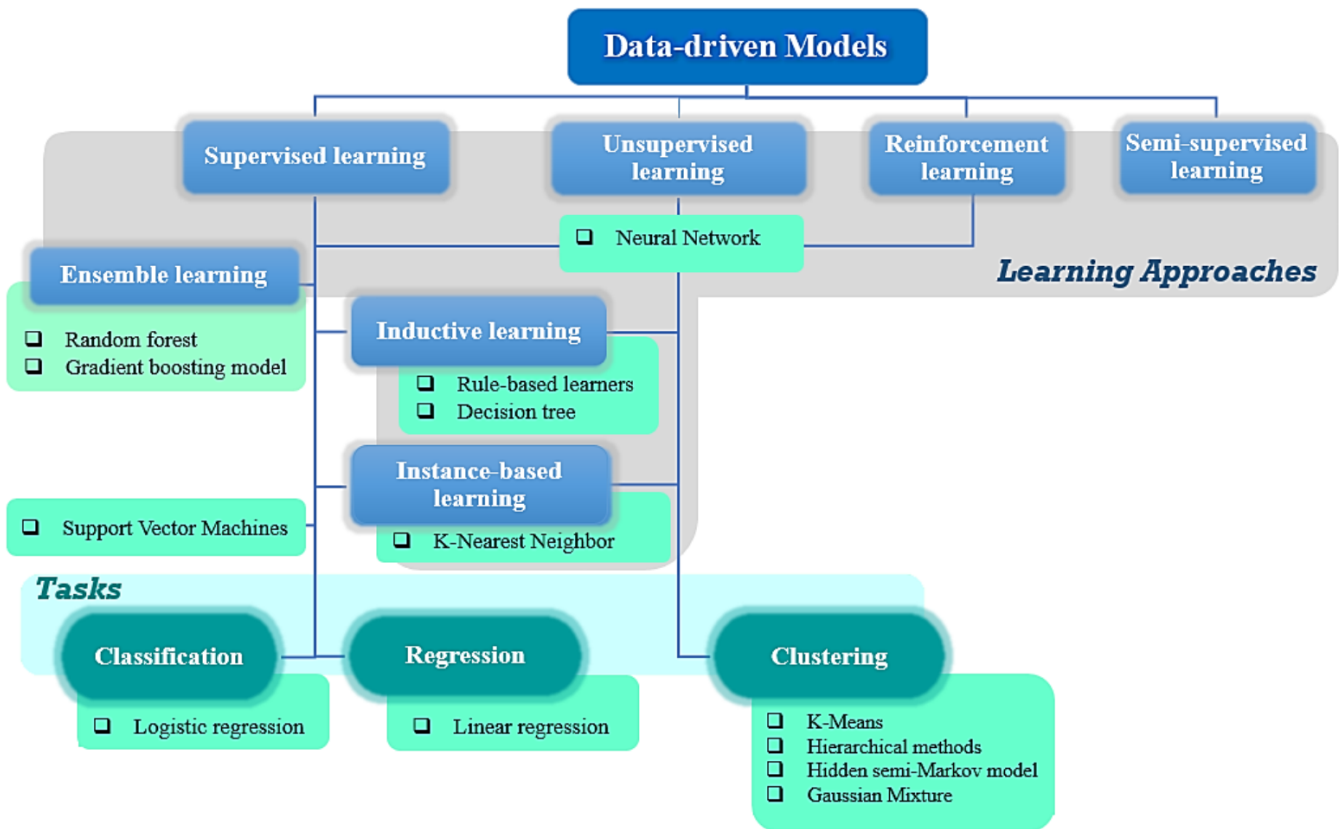 Data-driven Models
Supervised learning
Unsupervised
learning
Reinforcement
learning
Semi-supervised
learning
Neural Network
Learning Approaches
Ensemble learning
Random forest
Gradient boosting model
Inductive learning
Rule-based learners
Decision tree
Instance-based
learning
K-Nearest Neighbor
Support Vector Machines
Tasks
Classification
Regression
Clustering
Logistic regression
Linear regression
K-Means
Hierarchical methods
Hidden semi-Markov model
Gaussian Mixture